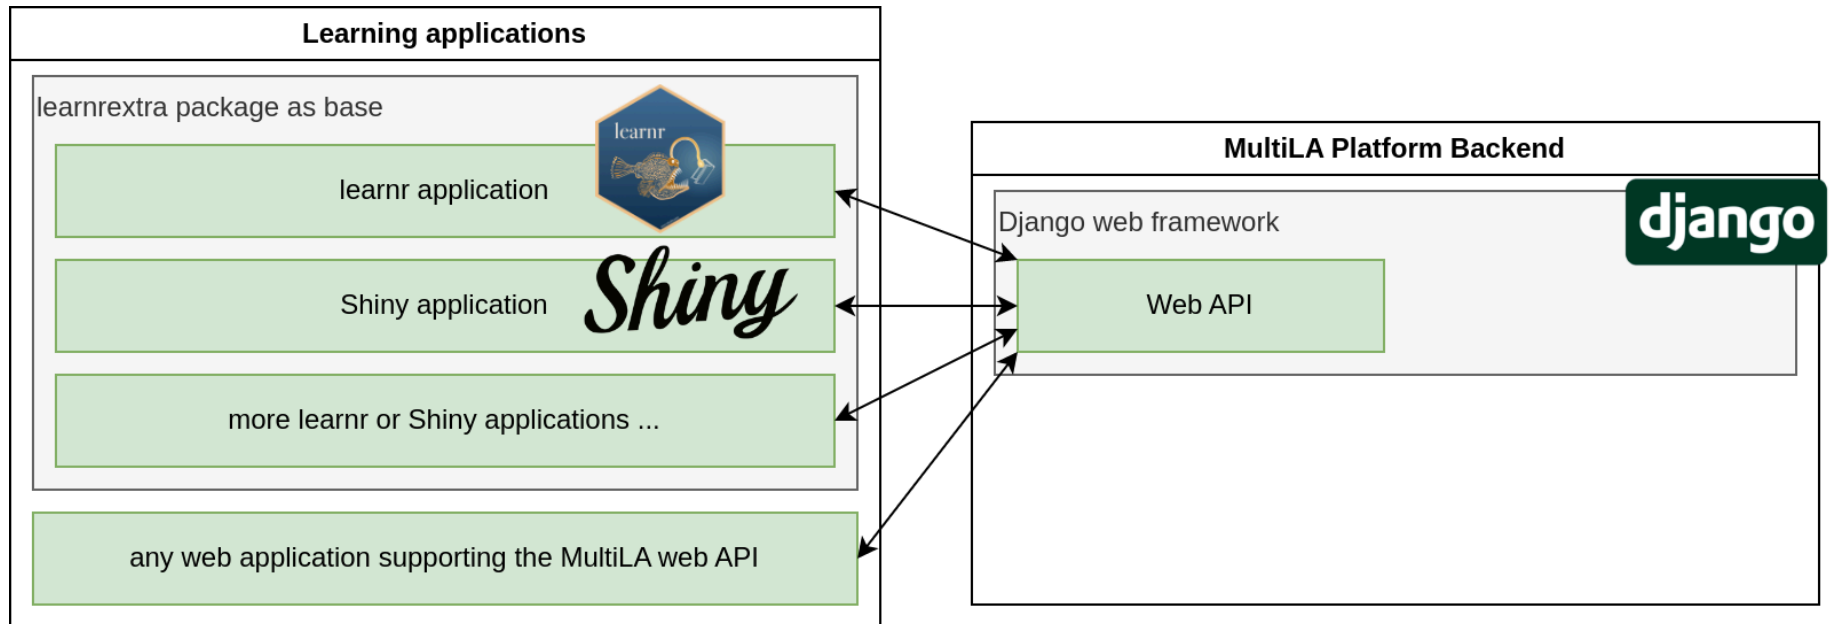 Learning applications
learnrextra package as base
learnr
learnr application
Shiny application
Shiny
more learnr or Shiny applications ...
any web application supporting the MultiLA web API
MultiLA Platform Backend
django
Django web framework
Web API